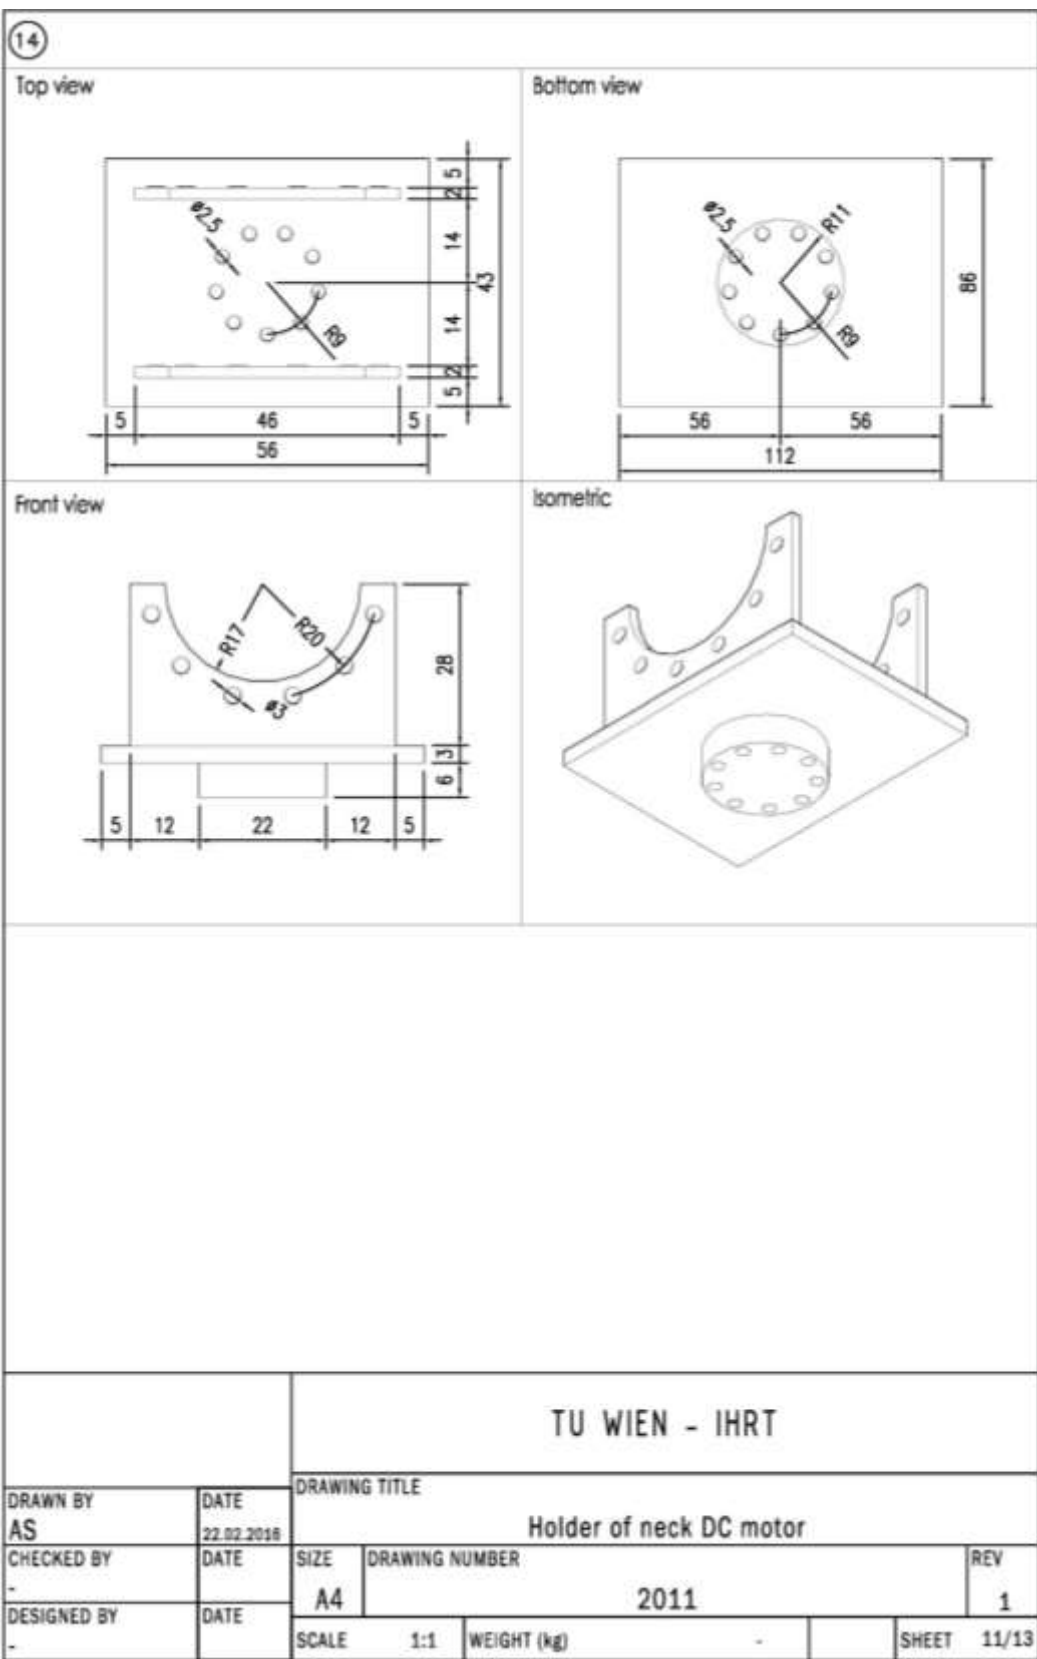 14
Top view
Bottom view
ø2.5
R9
5
2
14
43
14
2
5
5
46
5
56
ø2.5
R11
R9
86
56
56
112
Front view
Isometric
R17
R20
ø3
28
3
6
5
12
22
12
5
TU WIEN - IHRT
DRAWING TITLE
Holder of neck DC motor
DRAWN BY
AS
DATE
22.02.2016
CHECKED BY
-
DATE
SIZE
A4
DRAWING NUMBER
2011
REV
1
DESIGNED BY
-
DATE
SCALE 1:1
WEIGHT (kg) -
SHEET 11/13